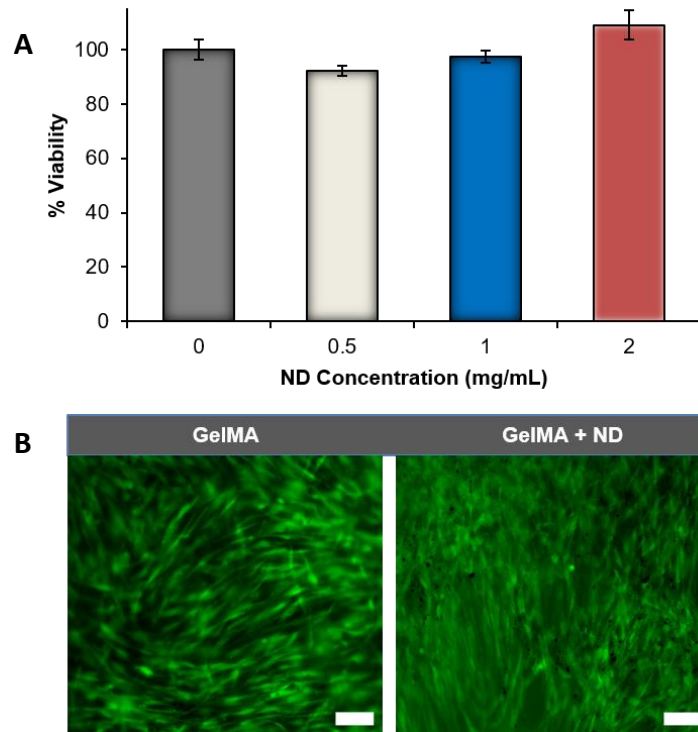 A
100
80
60
40
20
0
% Viability
0 0.5 1 2
ND Concentration (mg/mL)
B
GelMA GelMA + ND